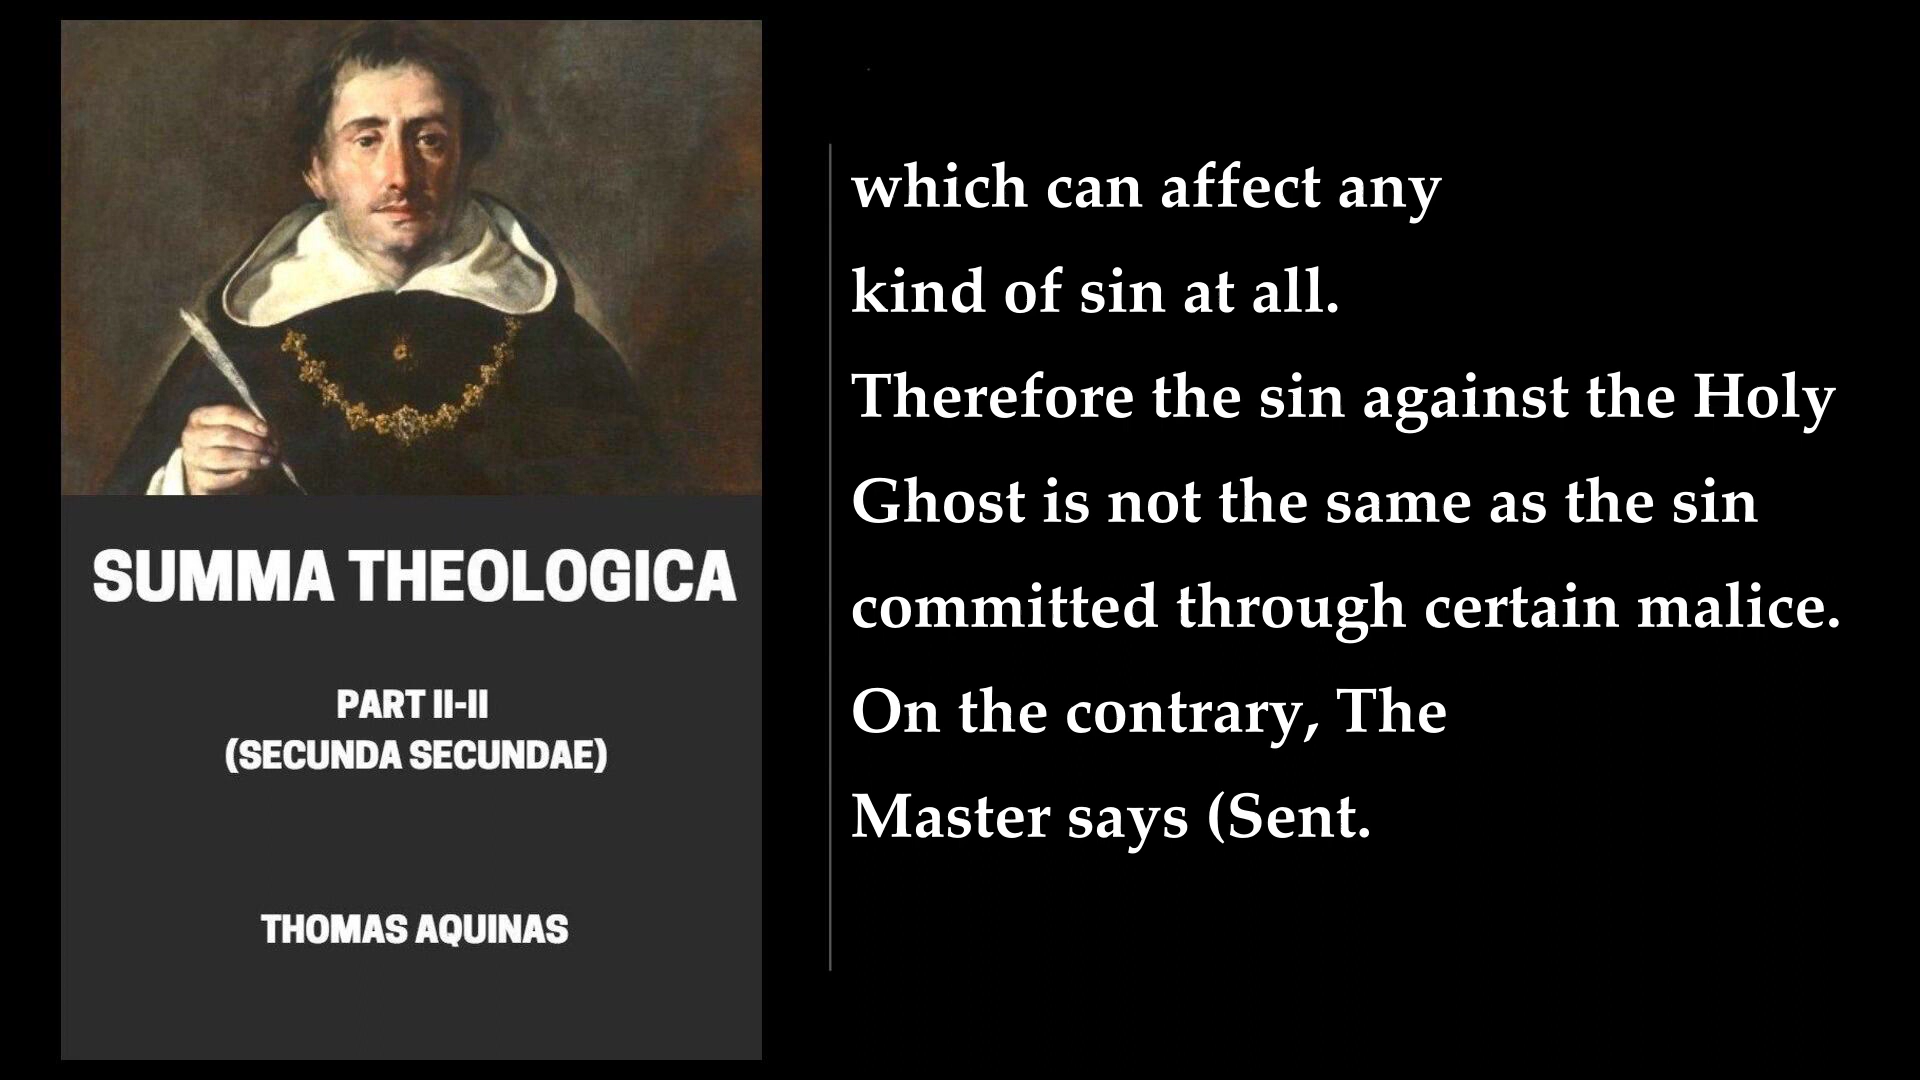 SUMMA THEOLOGICA
PART II-II
(SECUNDA SECUNDAE)
THOMAS AQUINAS
which can affect any
kind of sin at all.
Therefore the sin against the Holy
Ghost is not the same as the sin
committed through certain malice.
On the contrary, The
Master says (Sent.